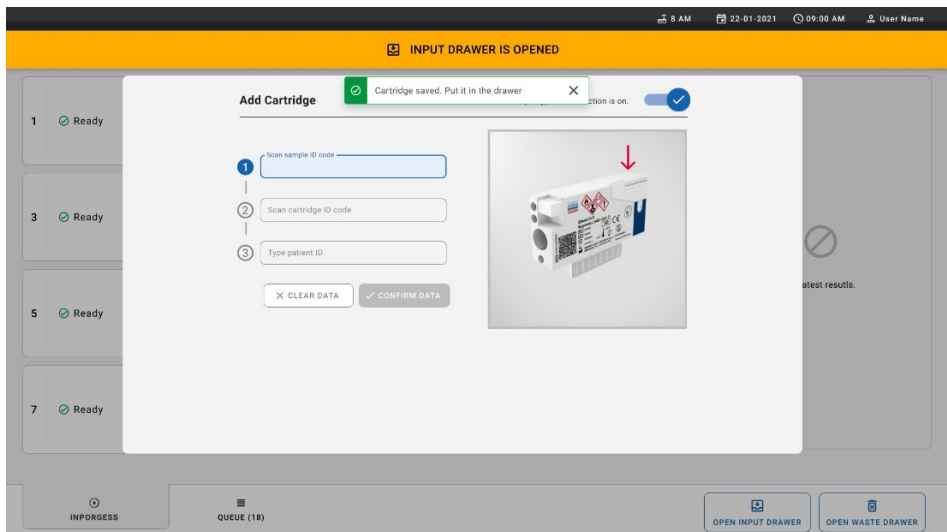 8 AM 22-01-2021 09:00 AM User Name
INPUT DRAWER IS OPENED
Cartridge saved. Put it in the drawer
Add Cartridge
ction is on.
1 Ready
Scan sample ID code
1
2 Scan cartridge ID code
3 Ready
3 Type patient ID
CLEAR DATA CONFIRM DATA
atest resutls.
5 Ready
7 Ready
INPORGESS
QUEUE (18)
OPEN INPUT DRAWER
OPEN WASTE DRAWER